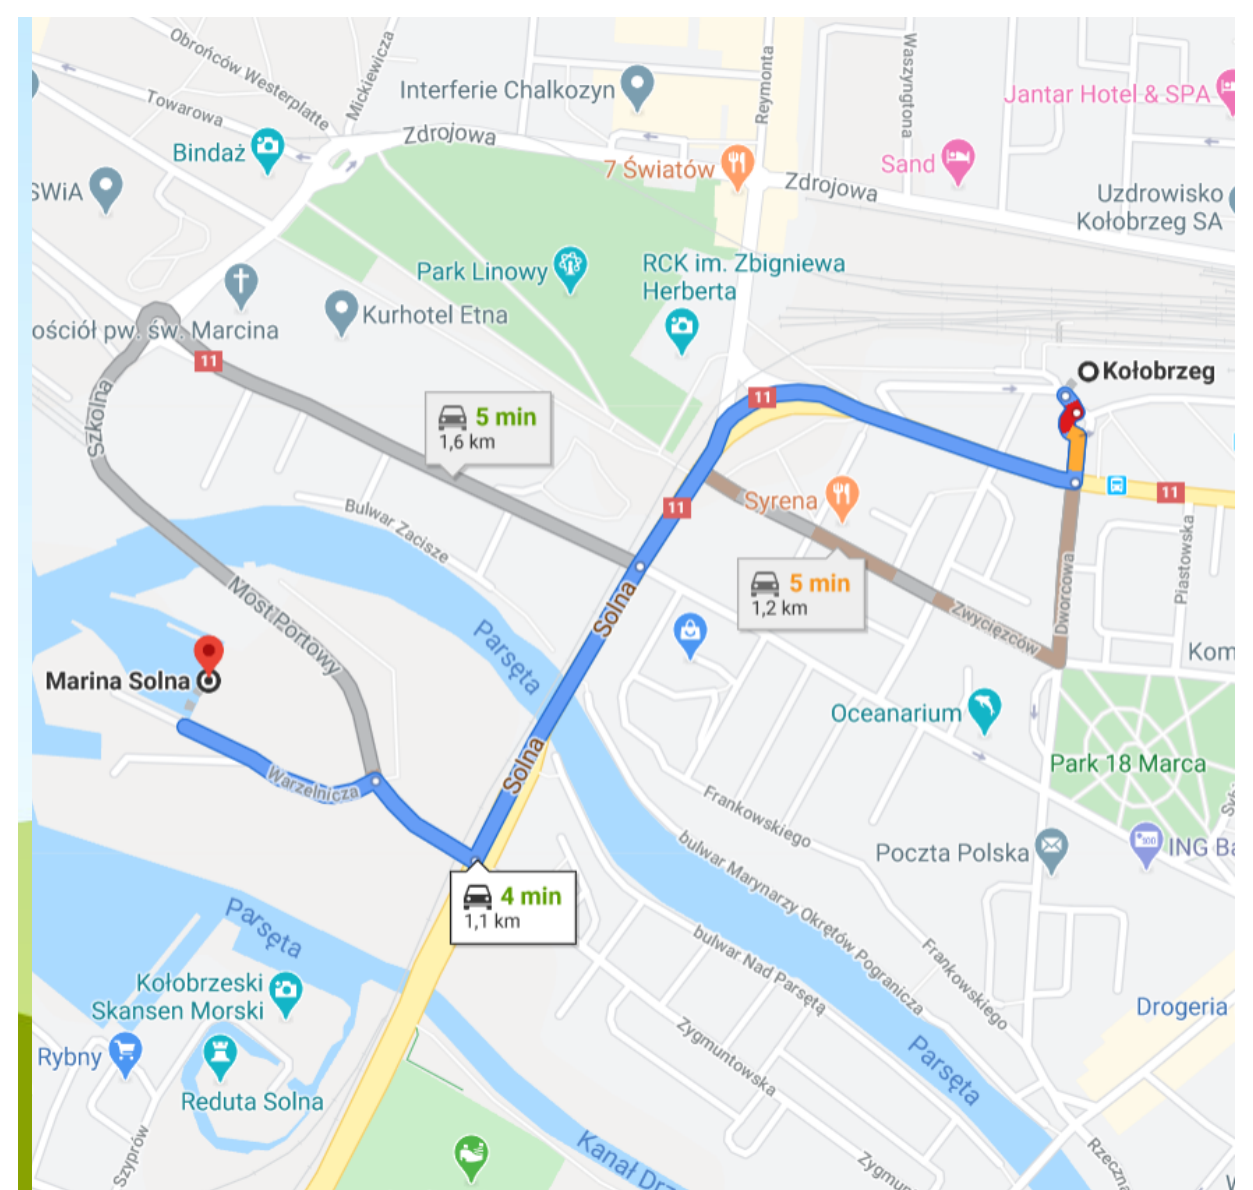 Obrońców Westerplatte
Mickiewicza
Towarowa
Interferie Chalkozyn
Reymonta
Waszyngtona
Jantar Hotel & SPA
Zdrojowa
Bindaż
7 Światów
Sand
Zdrojowa
SWiA
Uzdrowisko
Kołobrzeg SA
Park Linowy
RCK im. Zbigniewa
Herberta
Kurhotel Etna
ościół pw. św. Marcina
11
Kołobrzeg
11
Szkolna
5 min
1,6 km
11
Syrena
11
Bulwar Zacisze
Piastowska
5 min
1,2 km
Dworcowa
Solna
Zwycięzców
Most Portowy
Parsęta
Kom
Marina Solna
Oceanarium
Solna
Park 18 Marca
Warzelnicza
Frankowskiego
Poczta Polska
ING Ba
4 min
1,1 km
bulwar Marynarzy Okrętów Pogranicza
Parsęta
bulwar Nad Parsętą
Frankowskiego
Kołobrzeski
Skansen Morski
Drogeria
Rybny
Zygmuntowska
Parsęta
Reduta Solna
Szyprów
Kanał Drz
Zygmun
Rzeczna